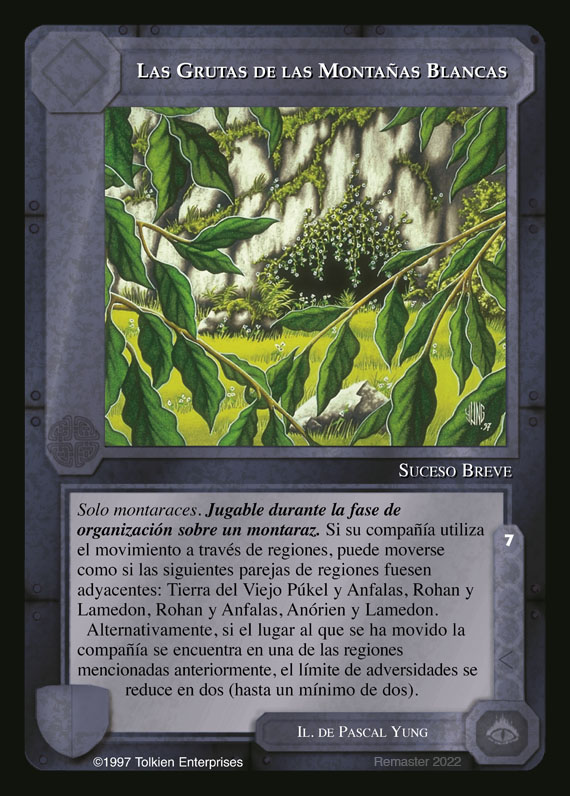 Las Grutas de las Montañas Blancas
YUNG
97
Suceso Breve
Solo montaraces. Jugable durante la fase de
organización sobre un montaraz. Si su compañía utiliza
el movimiento a través de regiones, puede moverse
como si las siguientes parejas de regiones fuesen
adyacentes: Tierra del Viejo Púkel y Anfalas, Rohan y
Lamedon, Rohan y Anfalas, Anórien y Lamedon.
Alternativamente, si el lugar al que se ha movido la
compañía se encuentra en una de las regiones
mencionadas anteriormente, el límite de adversidades se
reduce en dos (hasta un mínimo de dos).
7
Il. de Pascal Yung
©1997 Tolkien Enterprises
Remaster 2022